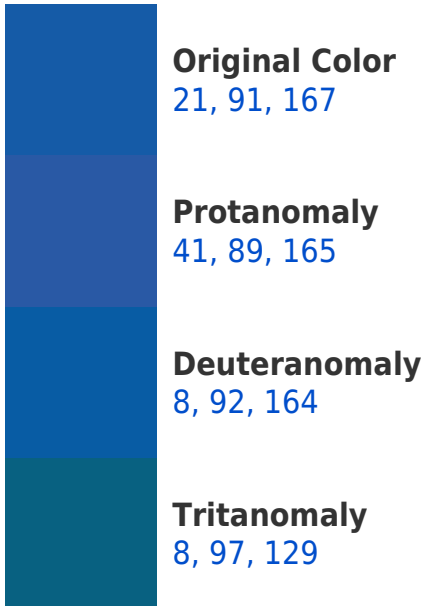 Original Color
21, 91, 167
Protanomaly
41, 89, 165
Deuteranomaly
8, 92, 164
Tritanomaly
8, 97, 129